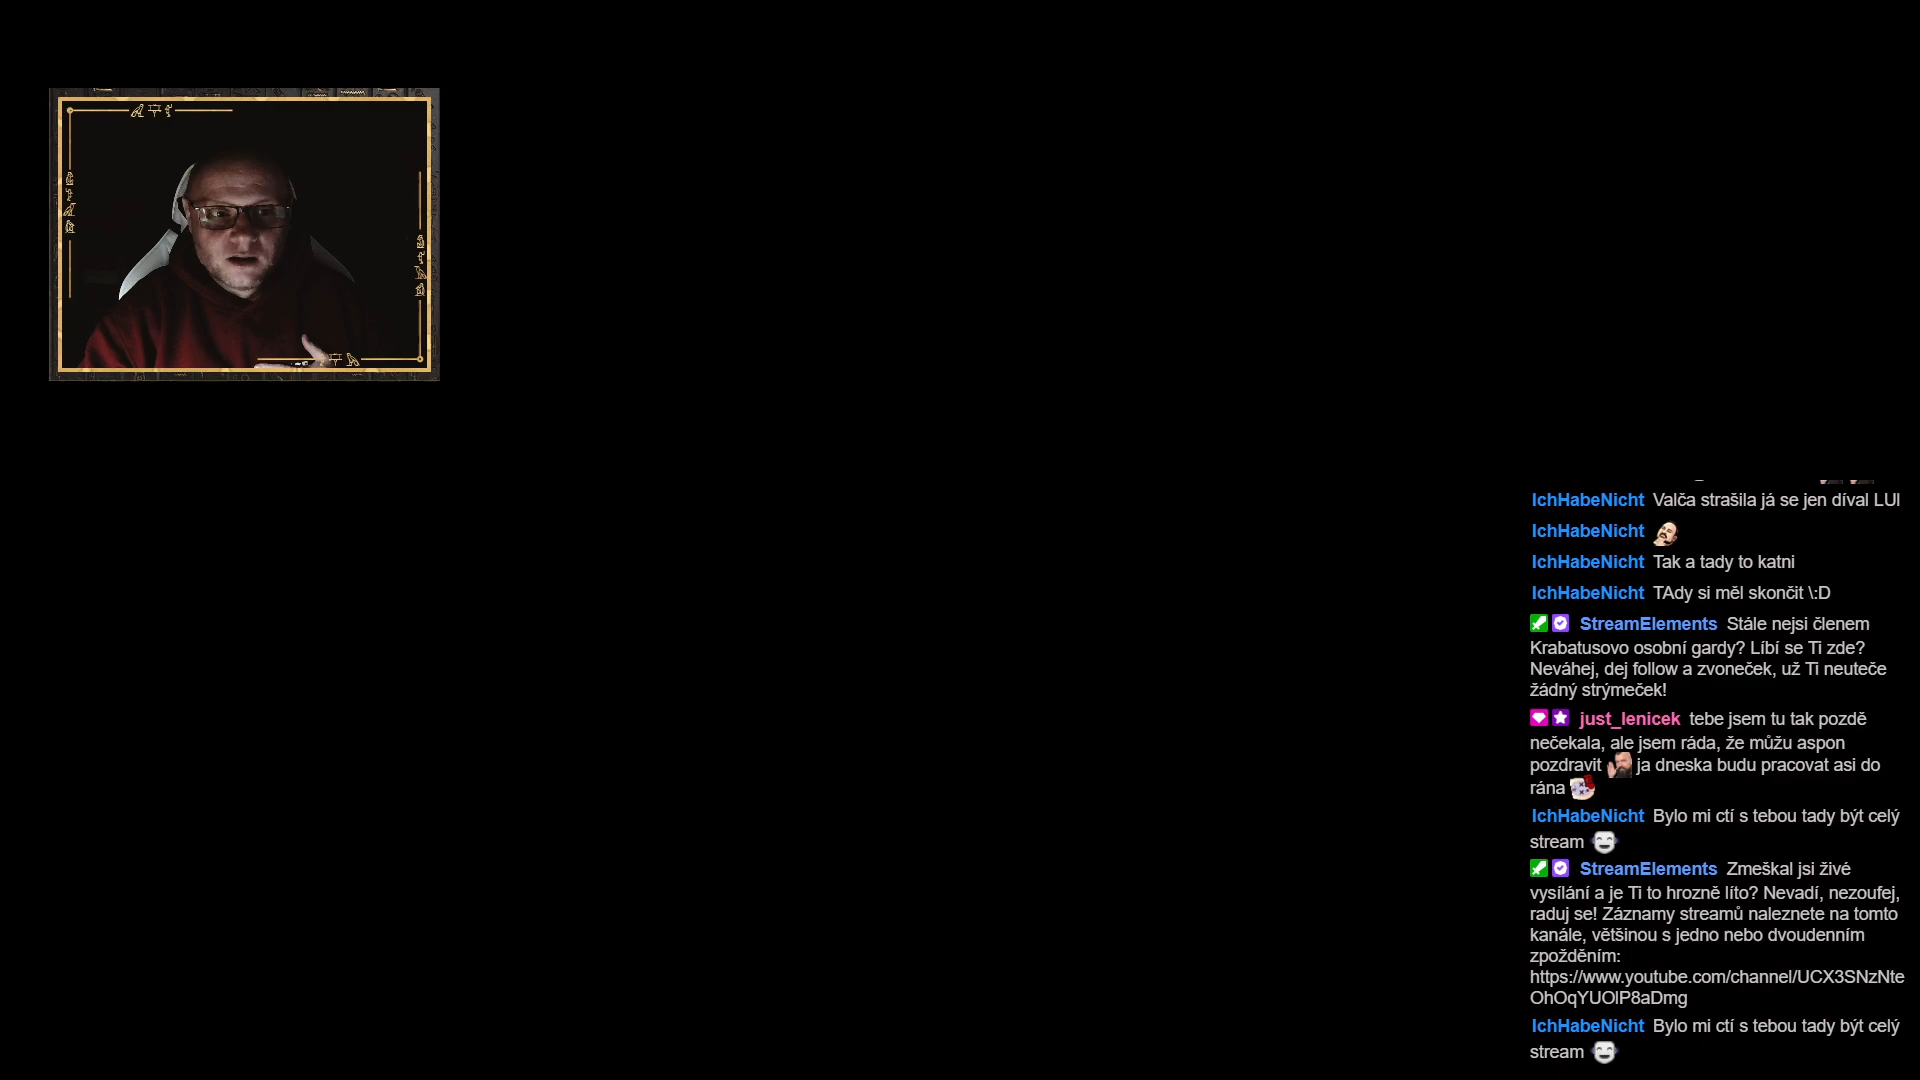 IchHabeNicht Valča strašila já se jen díval LUl
IchHabeNicht
IchHabeNicht Tak a tady to katni
IchHabeNicht TAdy si měl skončit \:D
StreamElements Stále nejsi členem
Krabatusovo osobní gardy? Líbí se Ti zde?
Neváhej, dej follow a zvoneček, už Ti neuteče
žádný strýmeček!
just_lenicek tebe jsem tu tak pozdě
nečekala, ale jsem ráda, že můžu aspon
pozdravit ja dneska budu pracovat asi do
rána
IchHabeNicht Bylo mi ctí s tebou tady být celý
stream
StreamElements Zmeškal jsi živé
vysílání a je Ti to hrozně líto? Nevadí, nezoufej,
raduj se! Záznamy streamů naleznete na tomto
kanále, většinou s jedno nebo dvoudenním
zpožděním:
https://www.youtube.com/channel/UCX3SNzNte
OhOqYUOlP8aDmg
IchHabeNicht Bylo mi ctí s tebou tady být celý
stream